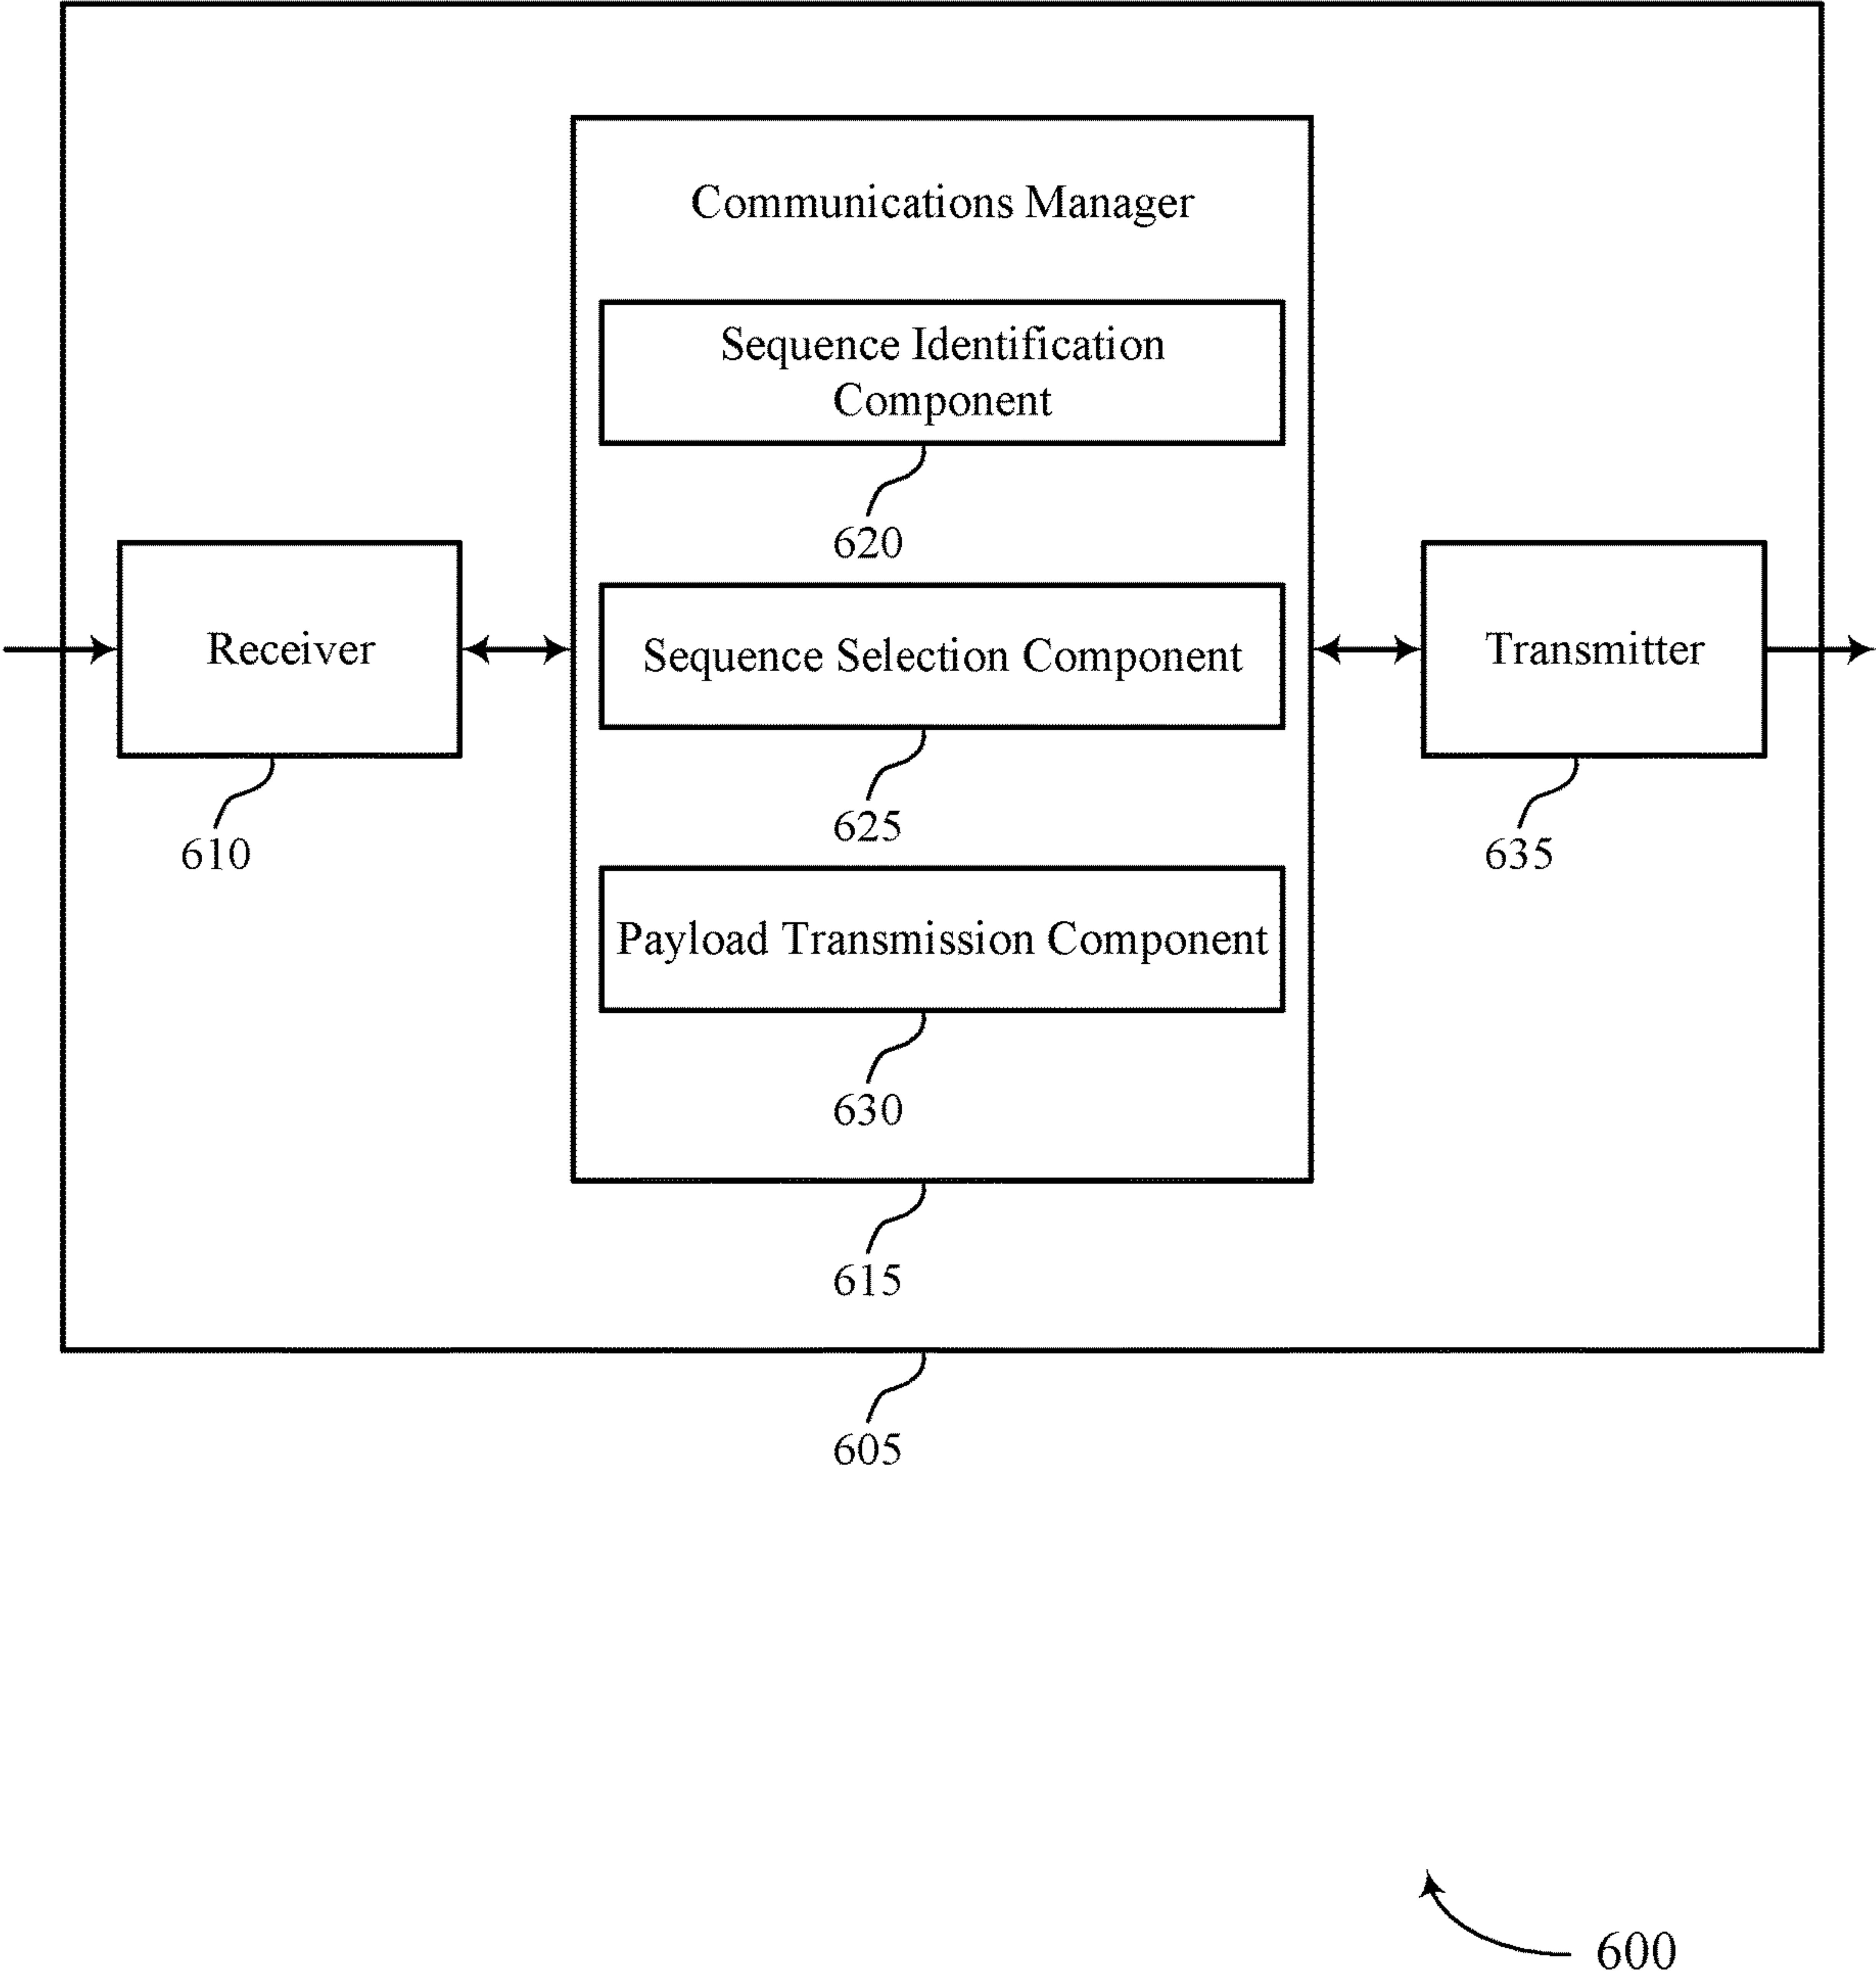 Communications Manager
Sequence Identification
Component
620
Receiver
610
Sequence Selection Component
625
Transmitter
635
Payload Transmission Component
630
615
605
600